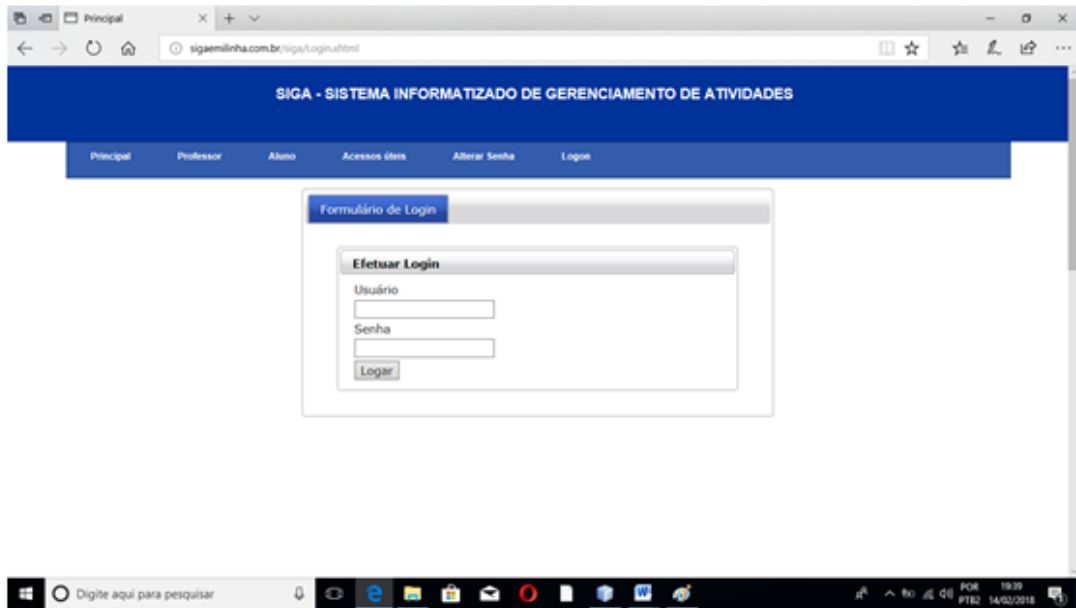 Principal
sigaemilinha.com.br/siga/Login.xhtml
SIGA - SISTEMA INFORMATIZADO DE GERENCIAMENTO DE ATIVIDADES
Principal Professor Aluno Acessos úteis Alterar Senha Logon
Formulário de Login
Efetuar Login
Usuário
Senha
Logar
Digite aqui para pesquisar
POR 19:39
PTB2 14/02/2018